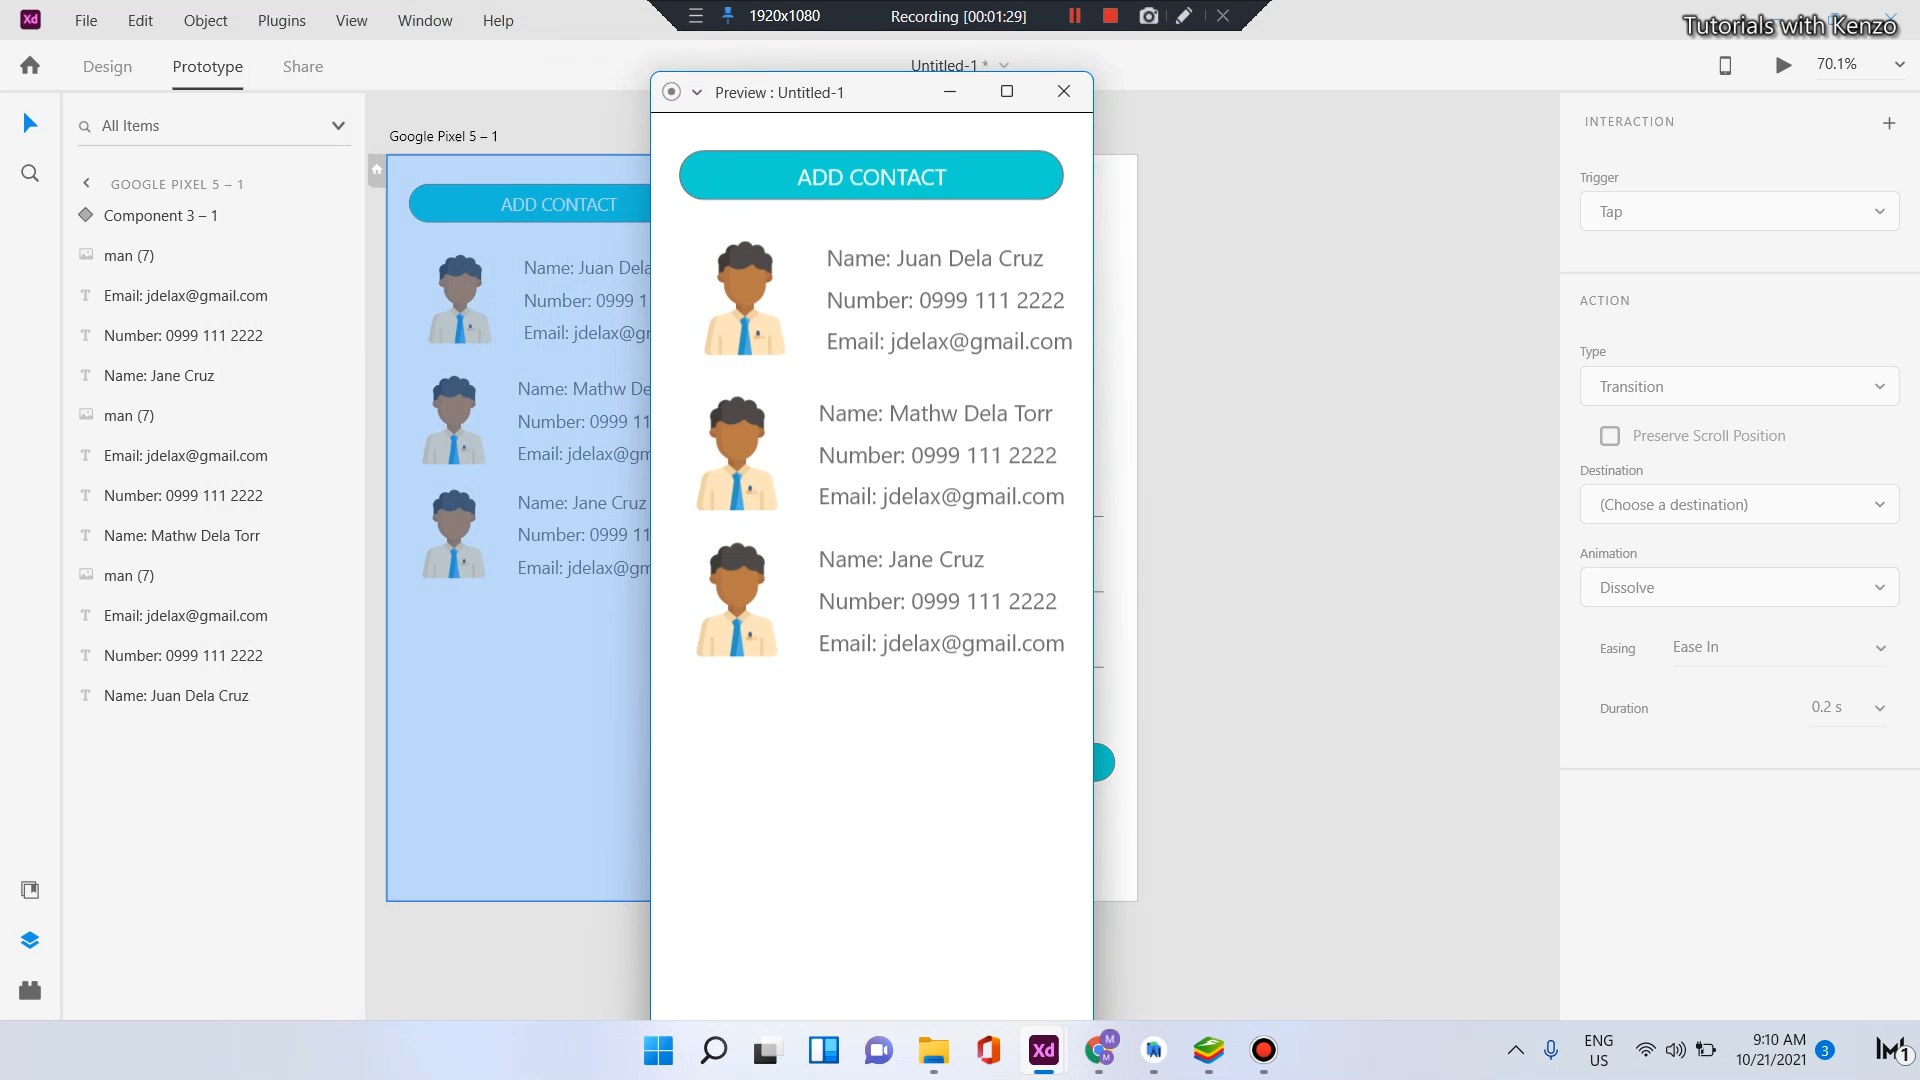 Xd File Edit Object Plugins View Window Help
1920x1080 Recording [00:01:29]
Tutorials with Kenzo
Design Prototype Share
Untitled-1 *
70.1%
All Items
GOOGLE PIXEL 5 – 1
Component 3 – 1
man (7)
Email: jdelax@gmail.com
Number: 0999 111 2222
Name: Jane Cruz
man (7)
Email: jdelax@gmail.com
Number: 0999 111 2222
Name: Mathw Dela Torr
man (7)
Email: jdelax@gmail.com
Number: 0999 111 2222
Name: Juan Dela Cruz
Google Pixel 5 – 1
ADD CONTACT
Name: Juan Dela
Number: 0999 1
Email: jdelax@gr
Name: Mathw De
Number: 0999 11
Email: jdelax@gm
Name: Jane Cruz
Number: 0999 11
Email: jdelax@gm
Preview : Untitled-1
ADD CONTACT
Name: Juan Dela Cruz
Number: 0999 111 2222
Email: jdelax@gmail.com
Name: Mathw Dela Torr
Number: 0999 111 2222
Email: jdelax@gmail.com
Name: Jane Cruz
Number: 0999 111 2222
Email: jdelax@gmail.com
INTERACTION
Trigger
Tap
ACTION
Type
Transition
Preserve Scroll Position
Destination
(Choose a destination)
Animation
Dissolve
Easing Ease In
Duration 0.2 s
Xd
M
M
ENG
US
9:10 AM
10/21/2021
3
1